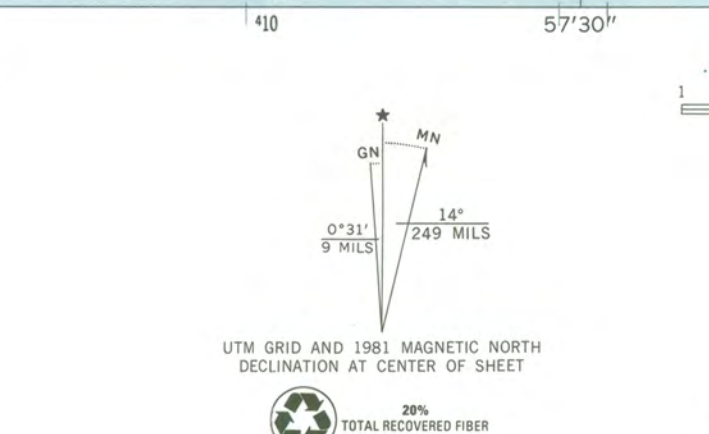 ⁴10
57'30"
1
★
MN
GN
0°31'
9 MILS
14°
249 MILS
UTM GRID AND 1981 MAGNETIC NORTH
DECLINATION AT CENTER OF SHEET
20%
TOTAL RECOVERED FIBER